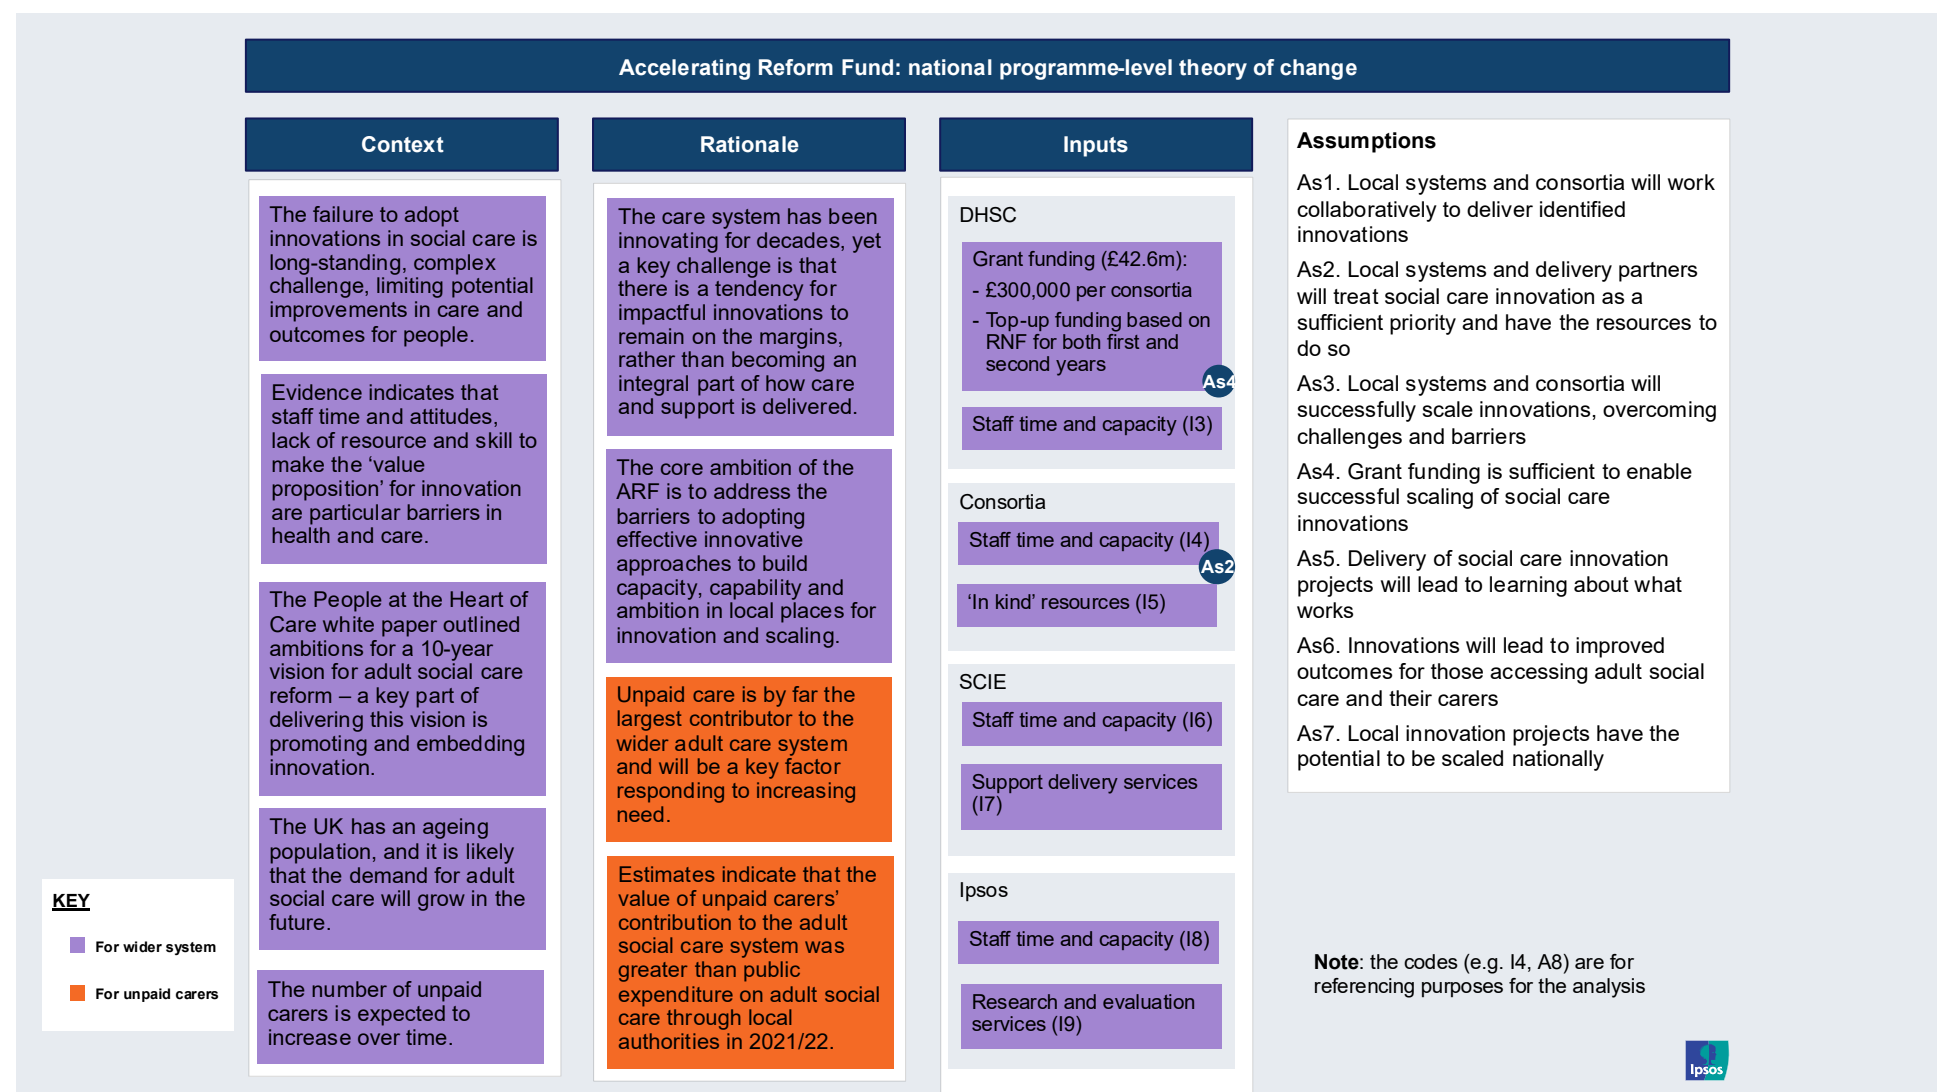 Accelerating Reform Fund: national programme-level theory of change
Context
The failure to adopt
innovations in social care is
long-standing, complex
challenge, limiting potential
improvements in care and
outcomes for people.
Evidence indicates that
staff time and attitudes,
lack of resource and skill to
make the ‘value
proposition’ for innovation
are particular barriers in
health and care.
The People at the Heart of
Care white paper outlined
ambitions for a 10-year
vision for adult social care
reform – a key part of
delivering this vision is
promoting and embedding
innovation.
The UK has an ageing
population, and it is likely
that the demand for adult
social care will grow in the
future.
The number of unpaid
carers is expected to
increase over time.
Rationale
The care system has been
innovating for decades, yet
a key challenge is that
there is a tendency for
impactful innovations to
remain on the margins,
rather than becoming an
integral part of how care
and support is delivered.
The core ambition of the
ARF is to address the
barriers to adopting
effective innovative
approaches to build
capacity, capability and
ambition in local places for
innovation and scaling.
Unpaid care is by far the
largest contributor to the
wider adult care system
and will be a key factor
responding to increasing
need.
Estimates indicate that the
value of unpaid carers’
contribution to the adult
social care system was
greater than public
expenditure on adult social
care through local
authorities in 2021/22.
Inputs
DHSC
Grant funding (£42.6m):
- £300,000 per consortia
- Top-up funding based on
RNF for both first and
second years
As4
Staff time and capacity (I3)
Consortia
Staff time and capacity (I4)
As2
‘In kind’ resources (I5)
SCIE
Staff time and capacity (I6)
Support delivery services
(I7)
Ipsos
Staff time and capacity (I8)
Research and evaluation
services (I9)
Assumptions
As1. Local systems and consortia will work
collaboratively to deliver identified
innovations
As2. Local systems and delivery partners
will treat social care innovation as a
sufficient priority and have the resources to
do so
As3. Local systems and consortia will
successfully scale innovations, overcoming
challenges and barriers
As4. Grant funding is sufficient to enable
successful scaling of social care
innovations
As5. Delivery of social care innovation
projects will lead to learning about what
works
As6. Innovations will lead to improved
outcomes for those accessing adult social
care and their carers
As7. Local innovation projects have the
potential to be scaled nationally
KEY
For wider system
For unpaid carers
Note: the codes (e.g. I4, A8) are for
referencing purposes for the analysis
Ipsos